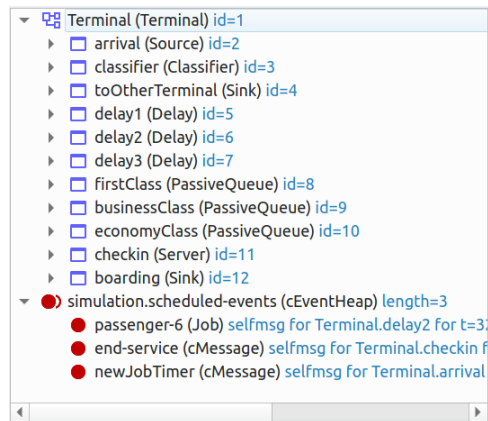 Terminal (Terminal) id=1
arrival (Source) id=2
classifier (Classifier) id=3
toOtherTerminal (Sink) id=4
delay1 (Delay) id=5
delay2 (Delay) id=6
delay3 (Delay) id=7
firstClass (PassiveQueue) id=8
businessClass (PassiveQueue) id=9
economyClass (PassiveQueue) id=10
checkin (Server) id=11
boarding (Sink) id=12
simulation.scheduled-events (cEventHeap) length=3
passenger-6 (Job) selfmsg for Terminal.delay2 for t=32
end-service (cMessage) selfmsg for Terminal.checkin f
newJobTimer (cMessage) selfmsg for Terminal.arrival